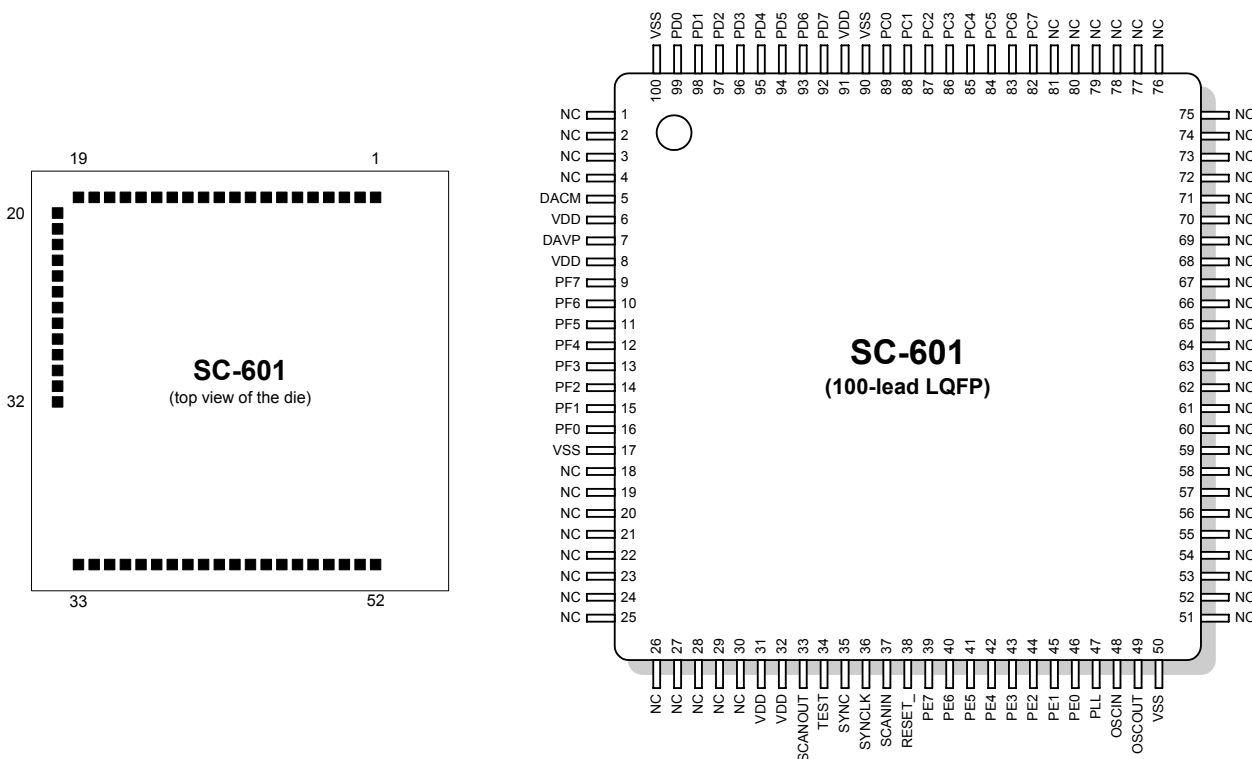 19 1
20
32
SC-601
(top view of the die)
33 52
VSS PD0 PD1 PD2 PD3 PD4 PD5 PD6 PD7 VDD VSS PC0 PC1 PC2 PC3 PC4 PC5 PC6 PC7 NC NC NC NC NC NC
100 99 98 97 96 95 94 93 92 91 90 89 88 87 86 85 84 83 82 81 80 79 78 77 76
NC 1 75 NC
NC 2 74 NC
NC 3 73 NC
NC 4 72 NC
DACM 5 71 NC
VDD 6 70 NC
DAVP 7 69 NC
VDD 8 68 NC
PF7 9 67 NC
PF6 10 66 NC
PF5 11 65 NC
PF4 12 64 NC
PF3 13 63 NC
PF2 14 62 NC
PF1 15 61 NC
PF0 16 60 NC
VSS 17 59 NC
NC 18 58 NC
NC 19 57 NC
NC 20 56 NC
NC 21 55 NC
NC 22 54 NC
NC 23 53 NC
NC 24 52 NC
NC 25 51 NC
SC-601
(100-lead LQFP)
26 27 28 29 30 31 32 33 34 35 36 37 38 39 40 41 42 43 44 45 46 47 48 49 50
NC NC NC NC NC VDD VDD SCANOUT TEST SYNC SYNCLK SCANIN RESET_ PE7 PE6 PE5 PE4 PE3 PE2 PE1 PE0 PLL OSCIN OSCOUT VSS